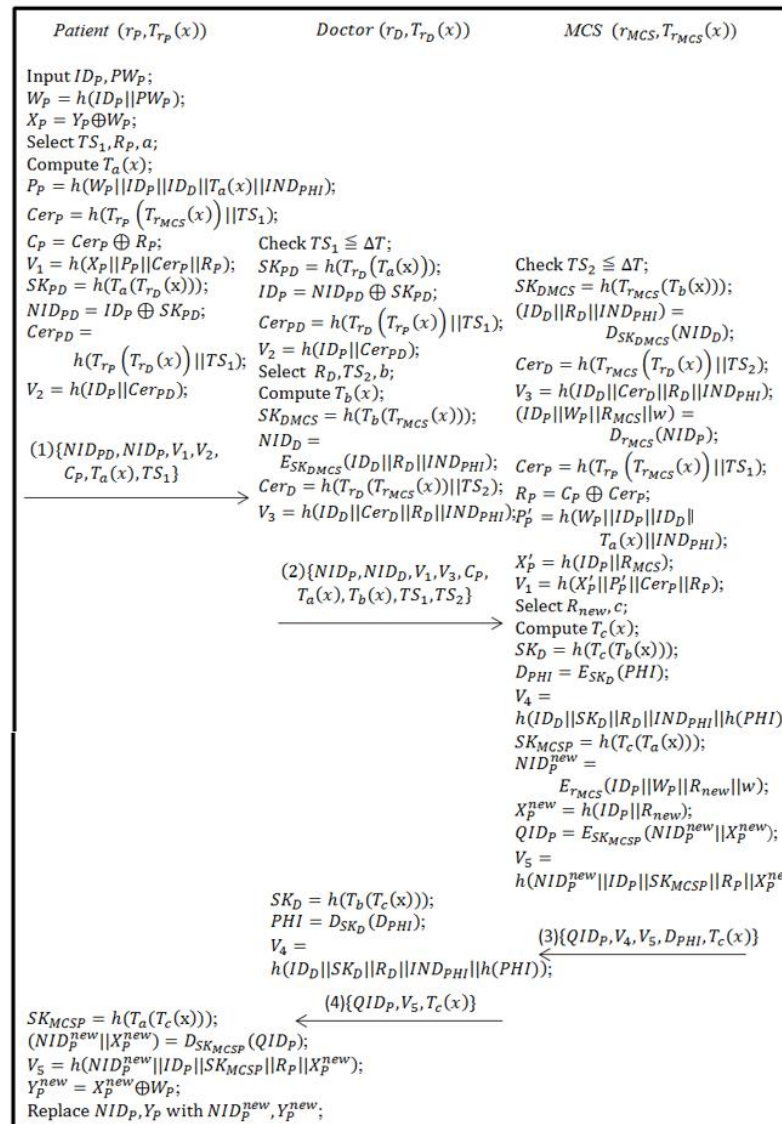 Patient (r_P, T_{r_P}(x))
Doctor (r_D, T_{r_D}(x))
MCS (r_{MCS}, T_{r_{MCS}}(x))
Input ID_P, PW_P;
W_P = h(ID_P||PW_P);
X_P = Y_P⊕W_P;
Select TS_1, R_P, a;
Compute T_a(x);
P_P = h(W_P||ID_P||ID_D||T_a(x)||IND_{PHI});
Cer_P = h(T_{r_P}(T_{r_{MCS}}(x))||TS_1);
C_P = Cer_P ⊕ R_P;
V_1 = h(X_P||P_P||Cer_P||R_P);
SK_{PD} = h(T_a(T_{r_D}(x)));
NID_{PD} = ID_P ⊕ SK_{PD};
Cer_{PD} =
h(T_{r_P}(T_{r_D}(x))||TS_1);
V_2 = h(ID_P||Cer_{PD});
(1){NID_{PD}, NID_P, V_1, V_2,
C_P, T_a(x), TS_1}
Check TS_1 ≦ ΔT;
SK_{PD} = h(T_{r_D}(T_a(x)));
ID_P = NID_{PD} ⊕ SK_{PD};
Cer_{PD} = h(T_{r_D}(T_{r_P}(x))||TS_1);
V_2 = h(ID_P||Cer_{PD});
Select R_D, TS_2, b;
Compute T_b(x);
SK_{DMCS} = h(T_b(T_{r_{MCS}}(x)));
NID_D =
E_{SK_{DMCS}}(ID_D||R_D||IND_{PHI});
Cer_D = h(T_{r_D}(T_{r_{MCS}}(x))||TS_2);
V_3 = h(ID_D||Cer_D||R_D||IND_{PHI});
(2){NID_P, NID_D, V_1, V_3, C_P,
T_a(x), T_b(x), TS_1, TS_2}
Check TS_2 ≦ ΔT;
SK_{DMCS} = h(T_{r_{MCS}}(T_b(x)));
(ID_D||R_D||IND_{PHI}) =
D_{SK_{DMCS}}(NID_D);
Cer_D = h(T_{r_{MCS}}(T_{r_D}(x))||TS_2);
V_3 = h(ID_D||Cer_D||R_D||IND_{PHI});
(ID_P||W_P||R_{MCS}||w) =
D_{r_{MCS}}(NID_P);
Cer_P = h(T_{r_P}(T_{r_{MCS}}(x))||TS_1);
R_P = C_P ⊕ Cer_P;
P'_P = h(W_P||ID_P||ID_D||
T_a(x)||IND_{PHI});
X'_P = h(ID_P||R_{MCS});
V_1 = h(X'_P||P'_P||Cer_P||R_P);
Select R_{new}, c;
Compute T_c(x);
SK_D = h(T_c(T_b(x)));
D_{PHI} = E_{SK_D}(PHI);
V_4 =
h(ID_D||SK_D||R_D||IND_{PHI}||h(PHI)
SK_{MCSP} = h(T_c(T_a(x)));
NID_P^{new} =
E_{r_{MCS}}(ID_P||W_P||R_{new}||w);
X_P^{new} = h(ID_P||R_{new});
QID_P = E_{SK_{MCSP}}(NID_P^{new}||X_P^{new});
V_5 =
h(NID_P^{new}||ID_P||SK_{MCSP}||R_P||X_P^{ne
(3){QID_P, V_4, V_5, D_{PHI}, T_c(x)}
SK_D = h(T_b(T_c(x)));
PHI = D_{SK_D}(D_{PHI});
V_4 =
h(ID_D||SK_D||R_D||IND_{PHI}||h(PHI));
(4){QID_P, V_5, T_c(x)}
SK_{MCSP} = h(T_a(T_c(x)));
(NID_P^{new}||X_P^{new}) = D_{SK_{MCSP}}(QID_P);
V_5 = h(NID_P^{new}||ID_P||SK_{MCSP}||R_P||X_P^{new});
Y_P^{new} = X_P^{new}⊕W_P;
Replace NID_P, Y_P with NID_P^{new}, Y_P^{new};